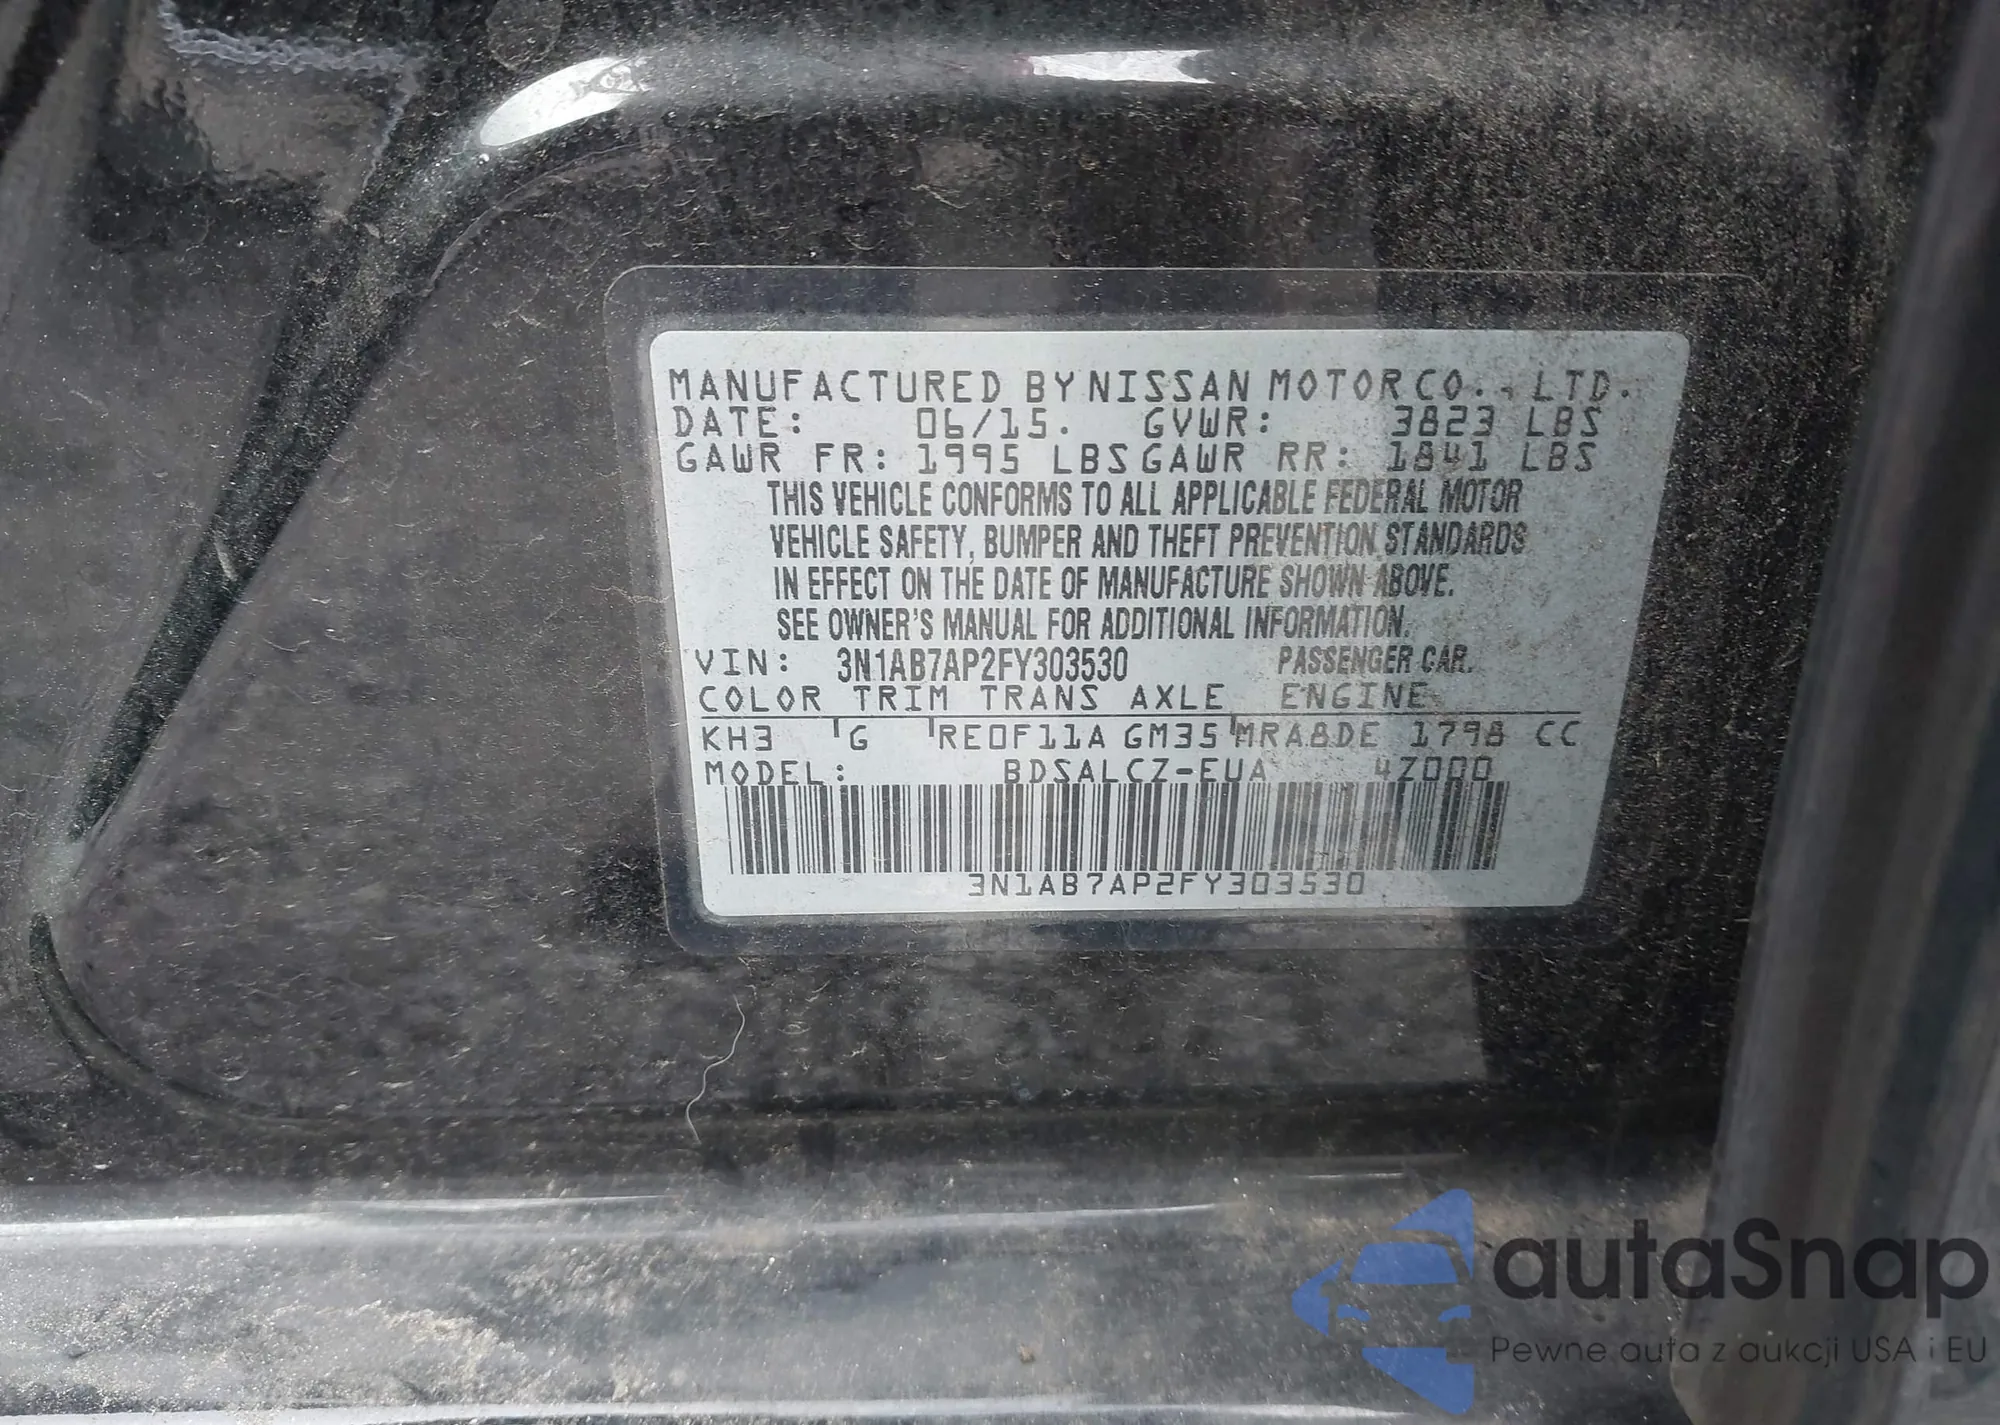 MANUFACTURED BY NISSAN MOTOR CO., LTD.
DATE: 06/15. GVWR: 3823 LBS
GAWR FR: 1995 LBS GAWR RR: 1841 LBS
THIS VEHICLE CONFORMS TO ALL APPLICABLE FEDERAL MOTOR
VEHICLE SAFETY, BUMPER AND THEFT PREVENTION STANDARDS
IN EFFECT ON THE DATE OF MANUFACTURE SHOWN ABOVE.
SEE OWNER'S MANUAL FOR ADDITIONAL INFORMATION.
VIN: 3N1AB7AP2FY303530 PASSENGER CAR.
COLOR TRIM TRANS AXLE ENGINE
KH3 G RE0F11A GM35 MRA8DE 1798 CC
MODEL: BDSALCZ-EUA 4Z000
3N1AB7AP2FY303530
autaSnap
Pewne auta z aukcji USA i EU